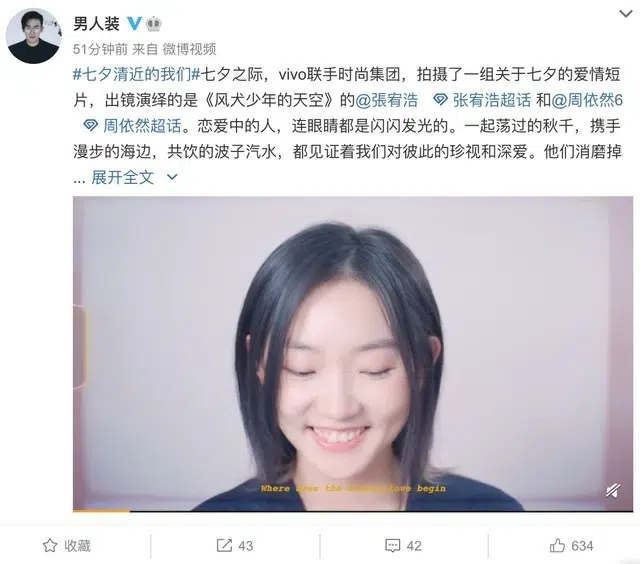 男人装
51分钟前 来自 微博视频
#七夕清近的我们#七夕之际，vivo联手时尚集团，拍摄了一组关于七夕的爱情短
片，出镜演绎的是《风犬少年的天空》的@張宥浩 张宥浩超话 和@周依然6
周依然超话。恋爱中的人，连眼睛都是闪闪发光的。一起荡过的秋千，携手
漫步的海边，共饮的波子汽水，都见证着我们对彼此的珍视和深爱。他们消磨掉
... 展开全文
Where does the love begin
收藏 43 42 634